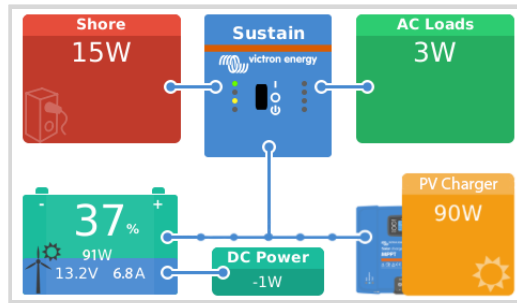 Shore
15W
Sustain
victron energy
I
AC Loads
3W
- +
37%
91W
13.2V 6.8A
DC Power
-1W
PV Charger
90W
MPPT